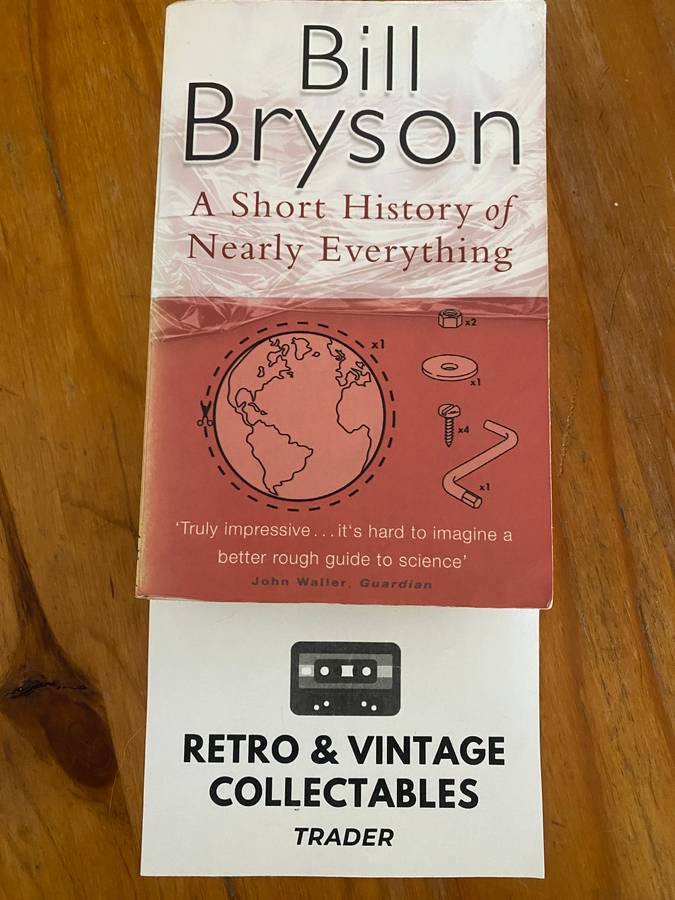 Bill
Bryson
A Short History of
Nearly Everything
x2
x1
x1
x4
x1
'Truly impressive...it's hard to imagine a
better rough guide to science'
John Waller, Guardian
RETRO & VINTAGE
COLLECTABLES
TRADER